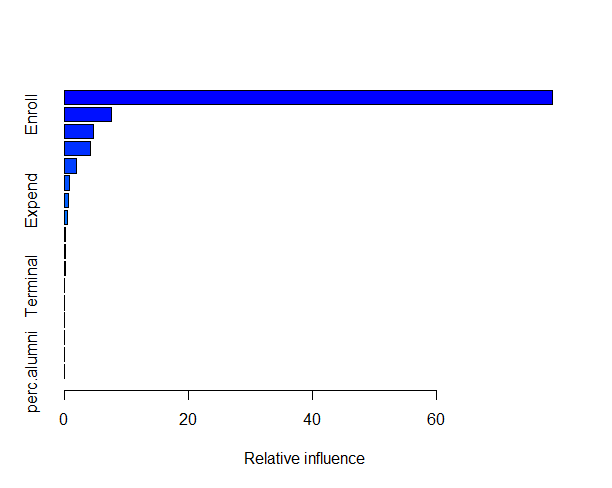 Enroll
Expend
Terminal
perc.alumni
0 20 40 60
Relative influence